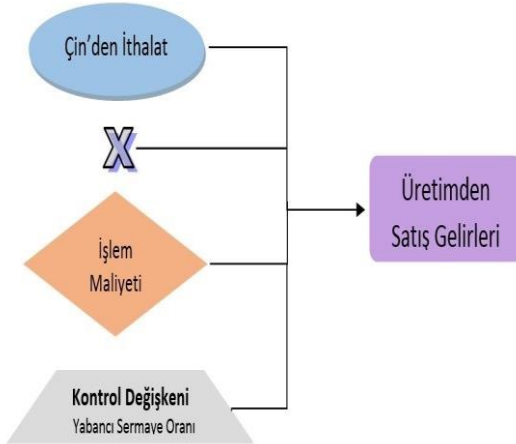 Çin’den İthalat
X
İşlem
Maliyeti
Kontrol Değişkeni
Yabancı Sermaye Oranı
Üretimden
Satış Gelirleri